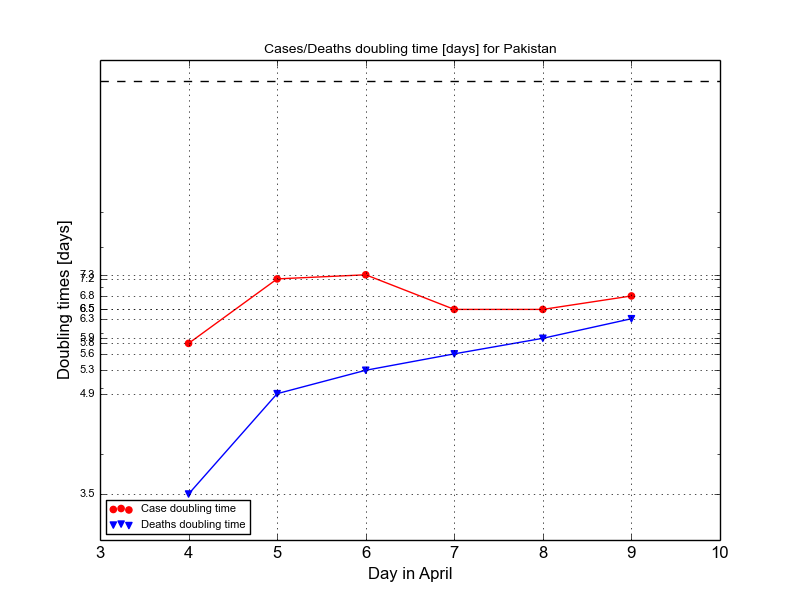 Cases/Deaths doubling time [days] for Pakistan
Doubling times [days]
7.3
7.2
6.8
6.5
6.3
5.9
5.8
5.6
5.3
4.9
3.5
Case doubling time
Deaths doubling time
3 4 5 6 7 8 9 10
Day in April